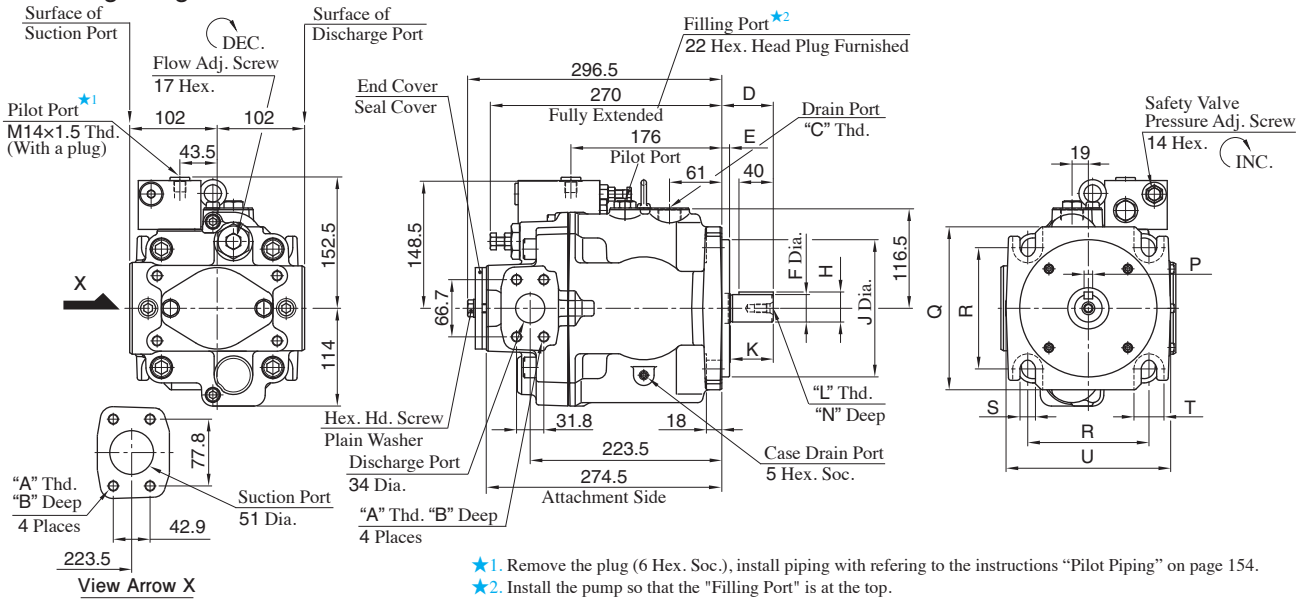 Surface of
Suction Port
DEC.
Flow Adj. Screw
17 Hex.
Surface of
Discharge Port
Pilot Port★1
M14×1.5 Thd.
(With a plug)
102
102
43.5
152.5
114
X
End Cover
Seal Cover
296.5
270
Fully Extended
176
Pilot Port
D
E
61
40
Filling Port★2
22 Hex. Head Plug Furnished
Drain Port
"C" Thd.
148.5
66.7
F Dia.
H
J Dia.
116.5
K
"L" Thd.
"N" Deep
Hex. Hd. Screw
Plain Washer
Discharge Port
34 Dia.
31.8
18
223.5
274.5
Attachment Side
Case Drain Port
5 Hex. Soc.
"A" Thd. "B" Deep
4 Places
Safety Valve
Pressure Adj. Screw
14 Hex.
INC.
19
P
Q
R
S
T
R
U
77.8
"A" Thd.
"B" Deep
4 Places
Suction Port
51 Dia.
42.9
223.5
View Arrow X
★1. Remove the plug (6 Hex. Soc.), install piping with refering to the instructions “Pilot Piping” on page 154.
★2. Install the pump so that the "Filling Port" is at the top.